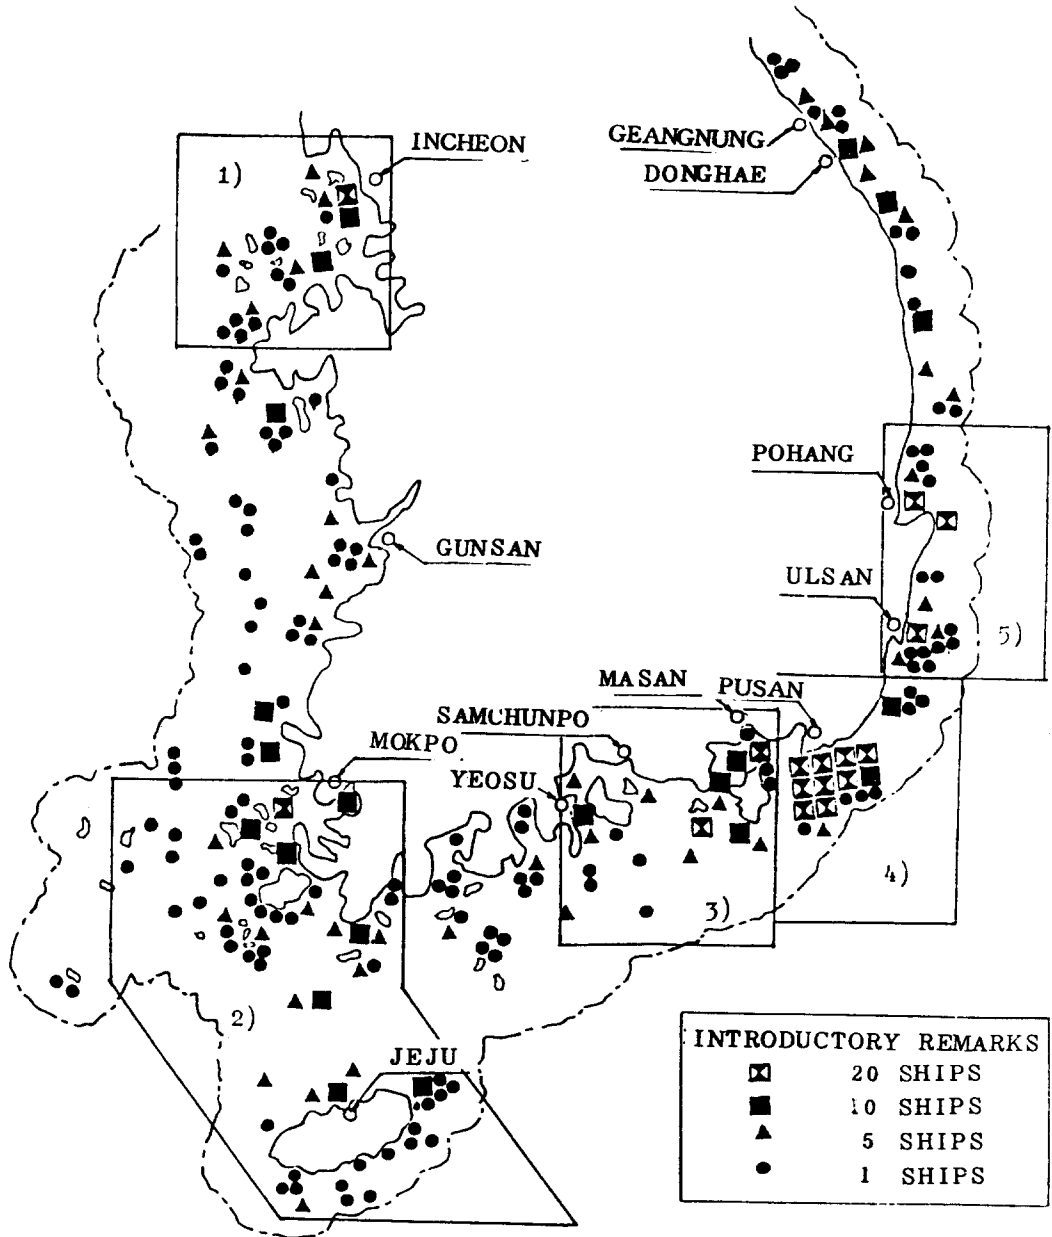 INCHEON
1)
GEANGNUNG
DONGHAE
POHANG
GUNSAN
ULSAN
5)
MASAN
PUSAN
SAMCHUNPO
MOKPO
YEOSU
4)
3)
2)
JEJU
INTRODUCTORY REMARKS
20 SHIPS
10 SHIPS
5 SHIPS
1 SHIPS